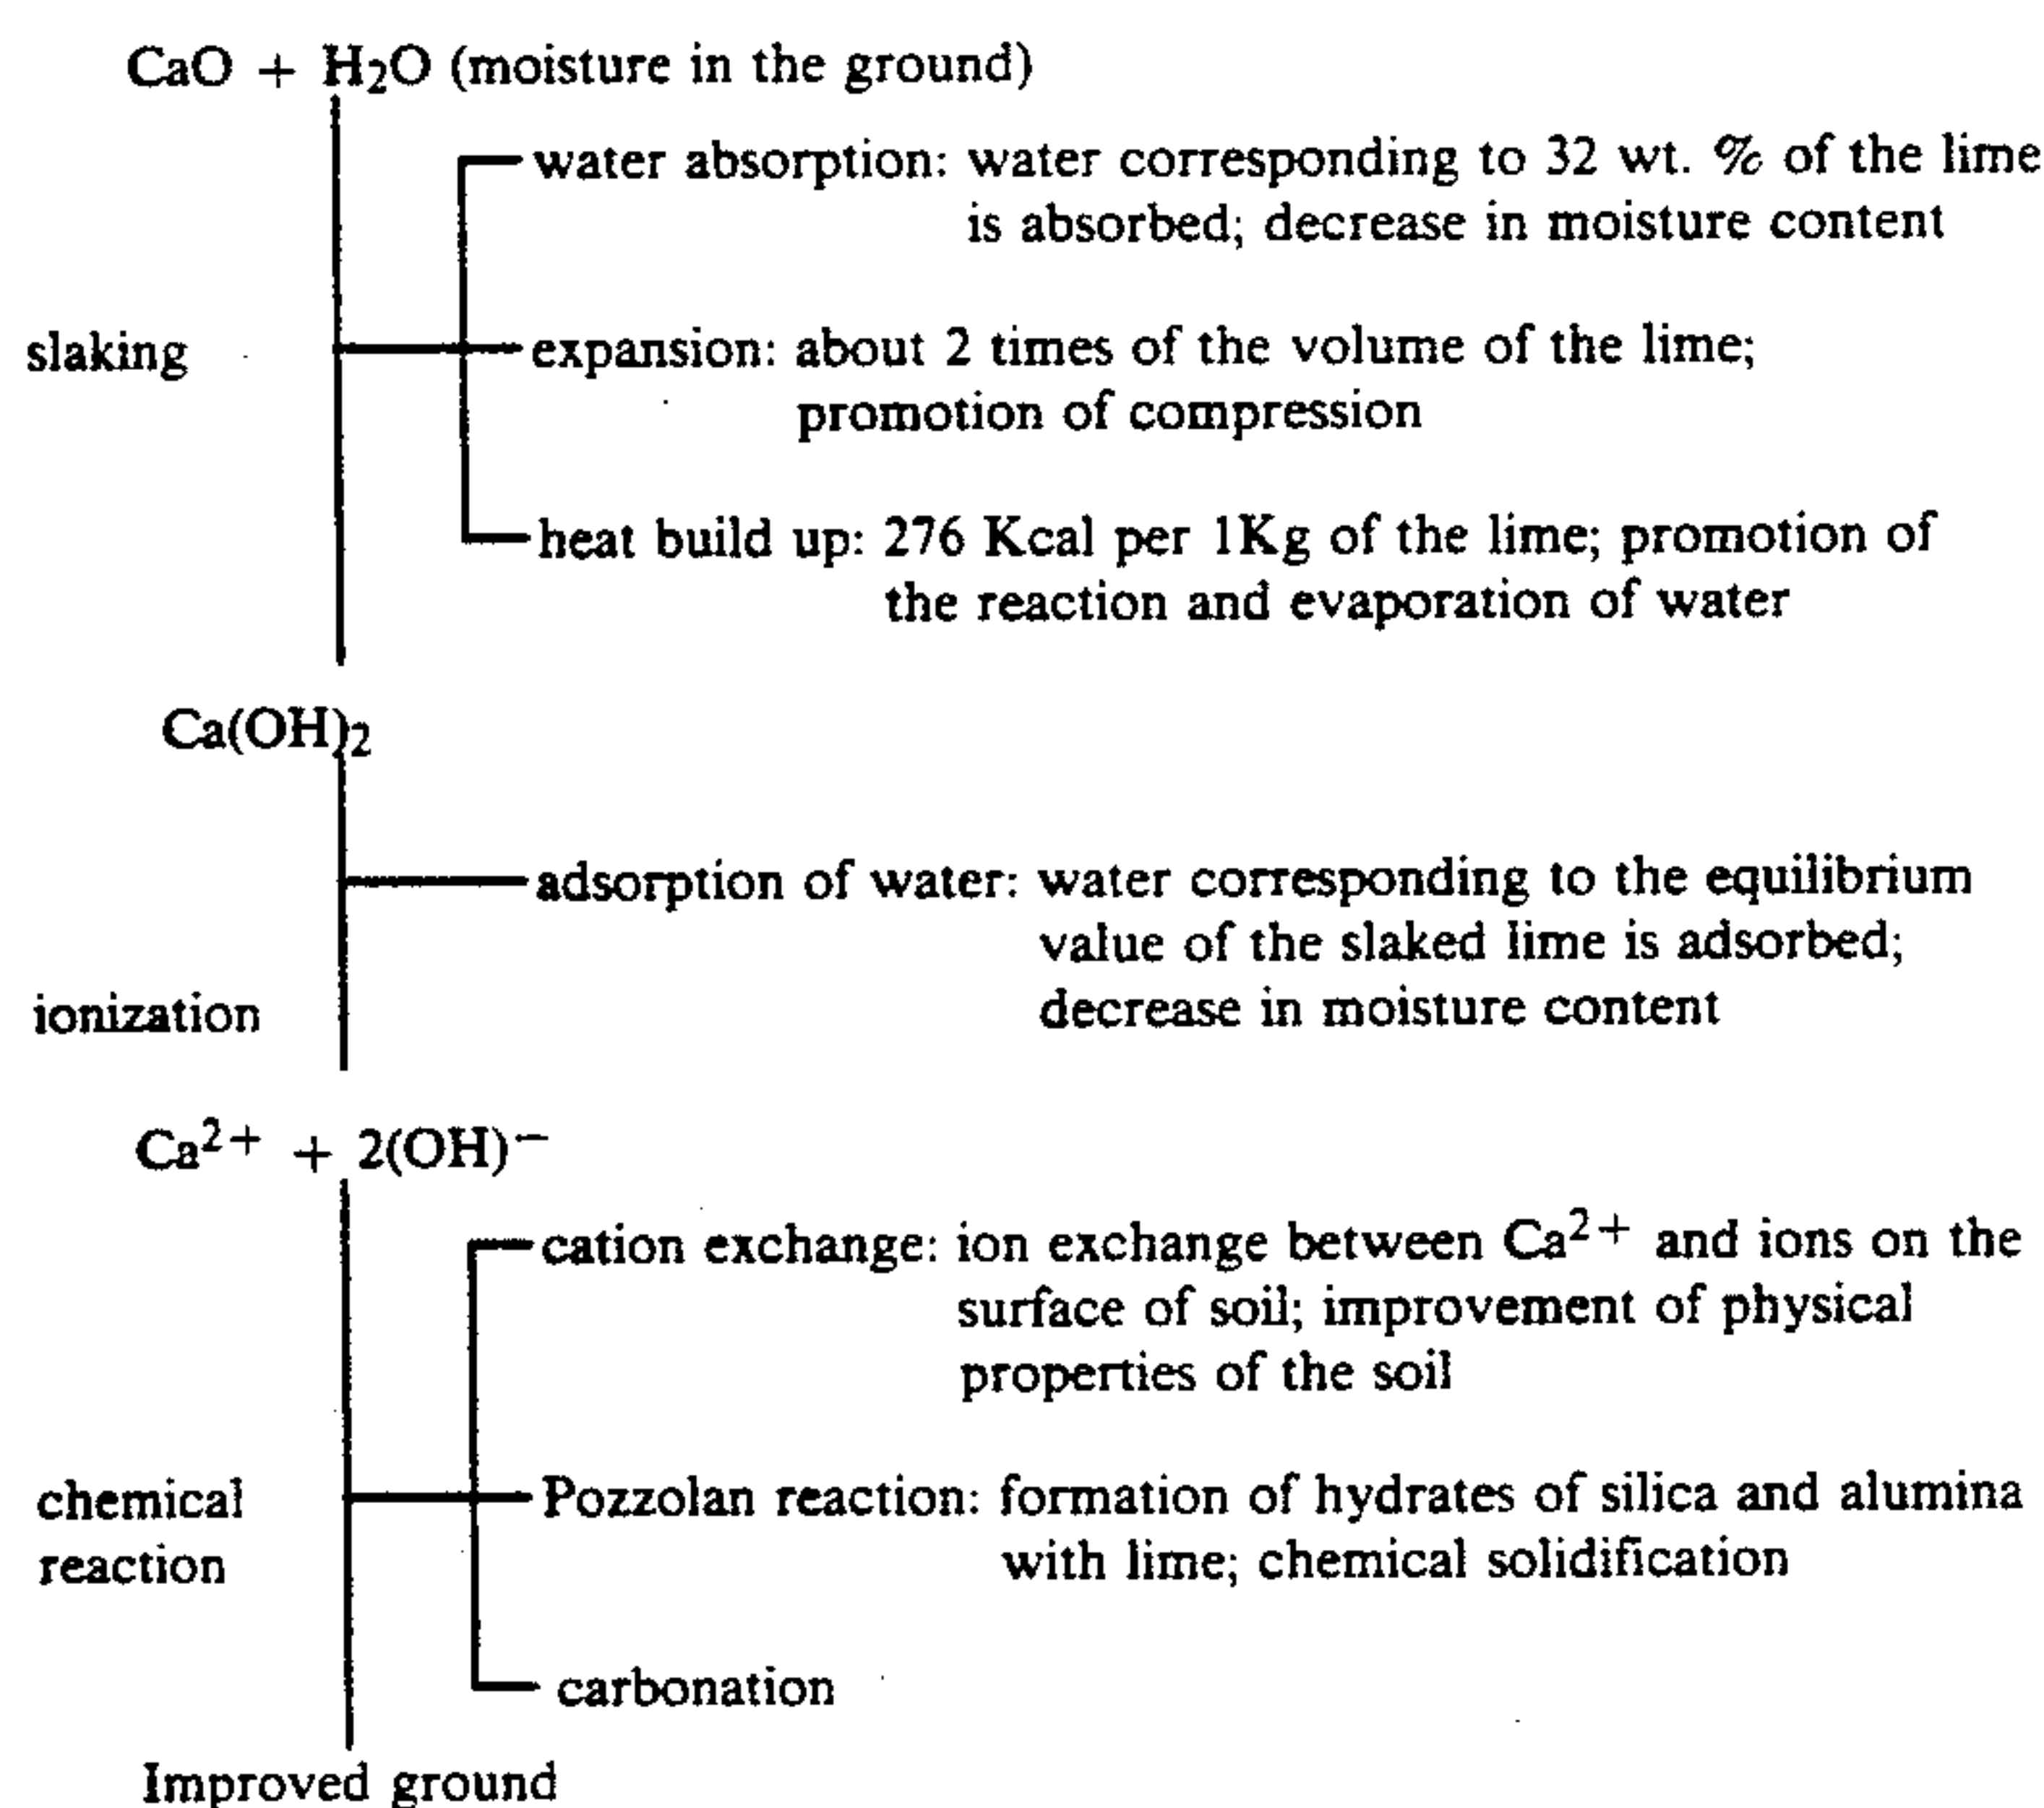 CaO + H₂O (moisture in the ground)
water absorption: water corresponding to 32 wt. % of the lime
is absorbed; decrease in moisture content
slaking
expansion: about 2 times of the volume of the lime;
promotion of compression
heat build up: 276 Kcal per 1Kg of the lime; promotion of
the reaction and evaporation of water
Ca(OH)₂
adsorption of water: water corresponding to the equilibrium
value of the slaked lime is adsorbed;
ionization
decrease in moisture content
Ca²⁺ + 2(OH)⁻
cation exchange: ion exchange between Ca²⁺ and ions on the
surface of soil; improvement of physical
properties of the soil
chemical
reaction
Pozzolan reaction: formation of hydrates of silica and alumina
with lime; chemical solidification
carbonation
Improved ground